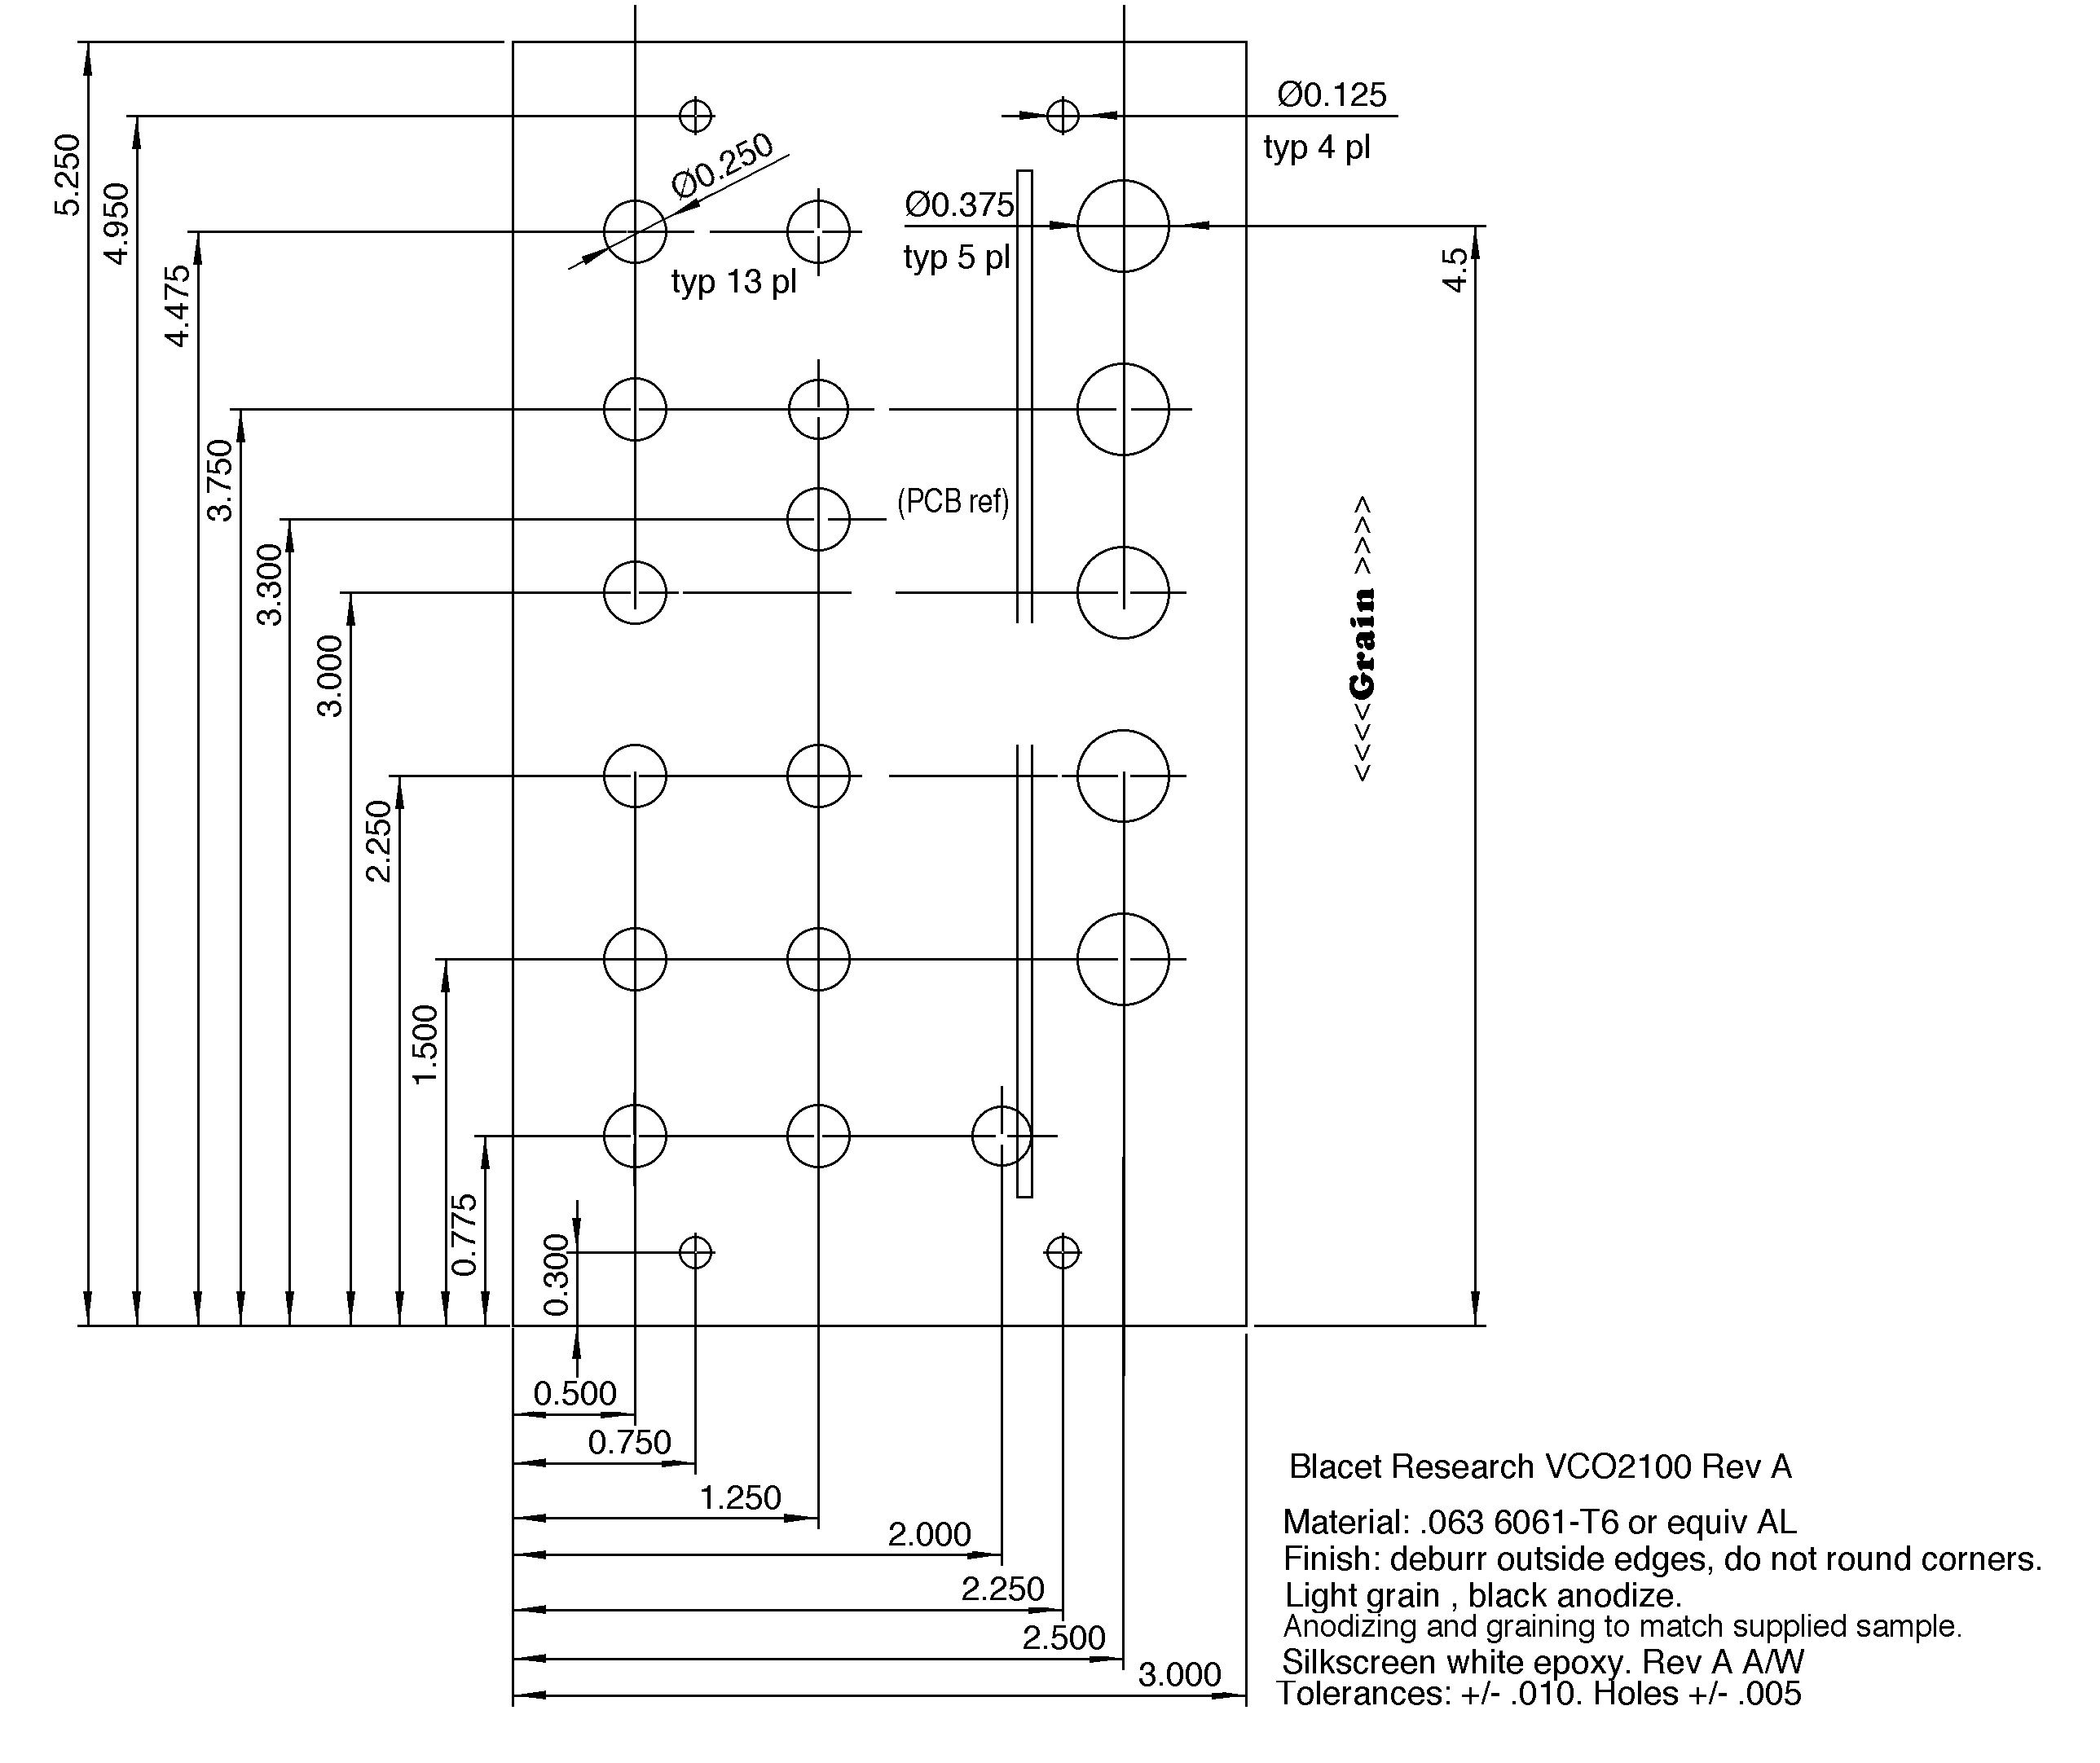 Ø0.125
typ 4 pl
5.250
4.950
Ø0.250
Ø0.375
typ 5 pl
4.475
typ 13 pl
4.5
3.750
(PCB ref)
3.300
<<<<Grain >>>>
3.000
2.250
1.500
0.775
0.300
0.500
0.750
1.250
2.000
2.250
2.500
3.000
Blacet Research VCO2100 Rev A
Material: .063 6061-T6 or equiv AL
Finish: deburr outside edges, do not round corners.
Light grain , black anodize.
Anodizing and graining to match supplied sample.
Silkscreen white epoxy. Rev A A/W
Tolerances: +/- .010. Holes +/- .005